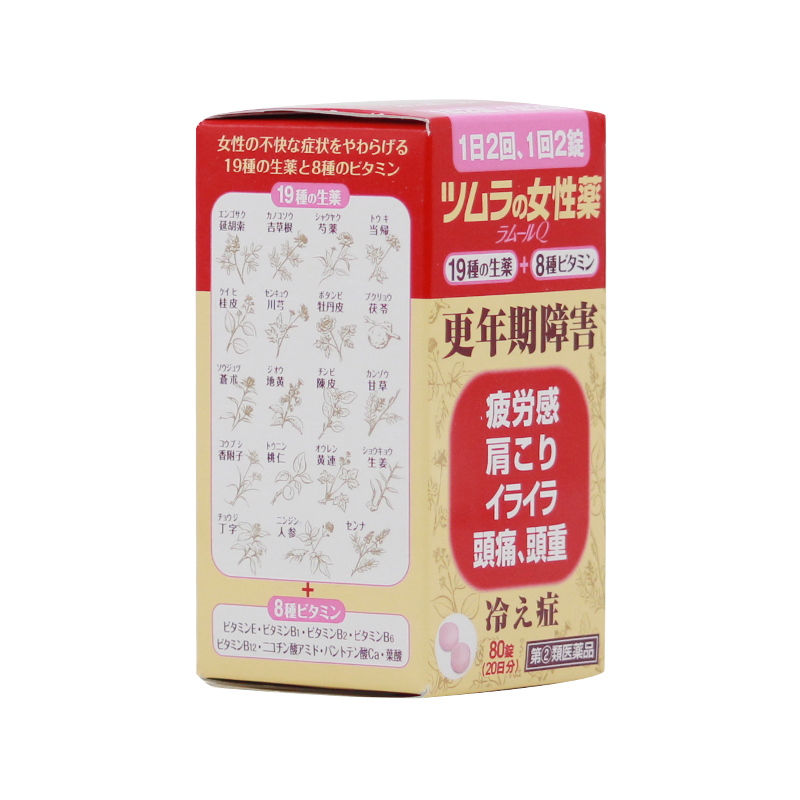 女性の不快な症状をやわらげる
19種の生薬と8種のビタミン
19種の生薬
エンゴサク カノコソウ シャクヤク トウキ
延胡索 吉草根 芍薬 当帰
ケイヒ センキュウ ボタンピ ブクリョウ
桂皮 川芎 牡丹皮 茯苓
ソウジュツ ジオウ チンピ カンゾウ
蒼朮 地黄 陳皮 甘草
コウブシ トウニン オウレン ショウキョウ
香附子 桃仁 黄連 生姜
チョウジ ニンジン センナ
丁字 人参
+
8種ビタミン
ビタミンE・ビタミンB1・ビタミンB2・ビタミンB6
ビタミンB12・ニコチン酸アミド・パントテン酸Ca・葉酸
1日2回、1回2錠
ツムラの女性薬
ラムールQ
19種の生薬+8種ビタミン
更年期障害
疲労感
肩こり
イライラ
頭痛、頭重
冷え症
80錠
(20日分)
第②類医薬品